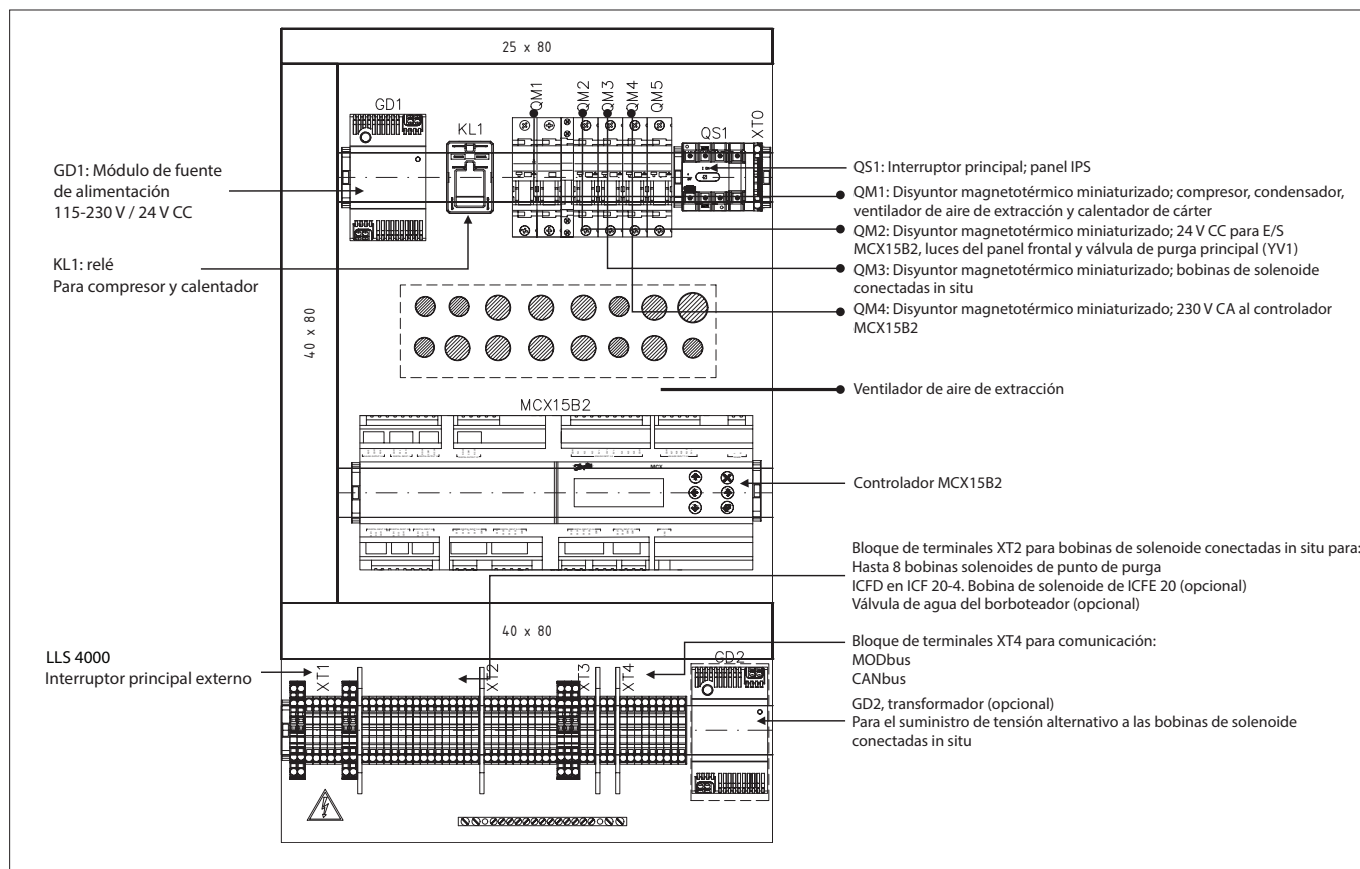 25 x 80
GD1
KL1
QM1
QM2
QM3
QM4
QM5
QS1
XT0
GD1: Módulo de fuente
de alimentación
115-230 V / 24 V CC
KL1: relé
Para compresor y calentador
QS1: Interruptor principal; panel IPS
QM1: Disyuntor magnetotérmico miniaturizado; compresor, condensador,
ventilador de aire de extracción y calentador de cárter
QM2: Disyuntor magnetotérmico miniaturizado; 24 V CC para E/S
MCX15B2, luces del panel frontal y válvula de purga principal (YV1)
QM3: Disyuntor magnetotérmico miniaturizado; bobinas de solenoide
conectadas in situ
QM4: Disyuntor magnetotérmico miniaturizado; 230 V CA al controlador
MCX15B2
40 x 80
Ventilador de aire de extracción
MCX15B2
MCX
Controlador MCX15B2
Bloque de terminales XT2 para bobinas de solenoide conectadas in situ para:
Hasta 8 bobinas solenoides de punto de purga
ICFD en ICF 20-4. Bobina de solenoide de ICFE 20 (opcional)
Válvula de agua del borboteador (opcional)
40 x 80
LLS 4000
Interruptor principal externo
XT1
XT2
XT3
XT4
GD2
Bloque de terminales XT4 para comunicación:
MODbus
CANbus
GD2, transformador (opcional)
Para el suministro de tensión alternativo a las bobinas de solenoide
conectadas in situ